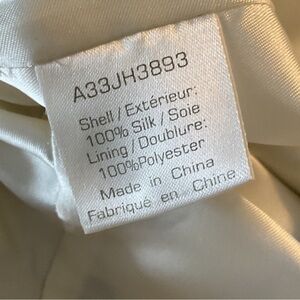 A33JH3893
Shell / Extérieur:
100% Silk / Soie
Lining / Doublure:
100%Polyester
Made in China
Fabriqué en Chine